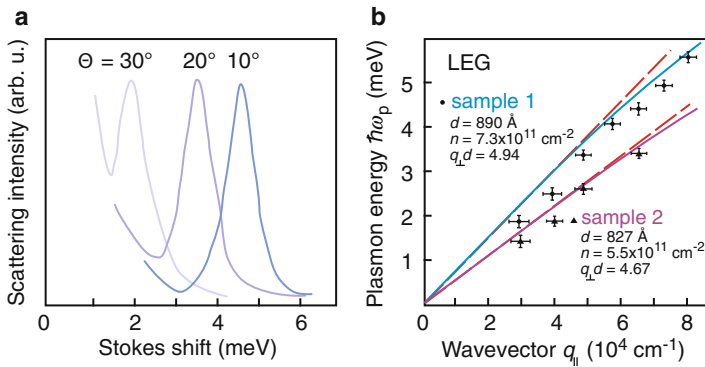 a
Scattering intensity (arb. u.)
Θ = 30° 20° 10°
0 2 4 6
Stokes shift (meV)
b
Plasmon energy ħωp (meV)
5
4
3
2
1
LEG
• sample 1
d = 890 Å
n = 7.3x10¹¹ cm⁻²
q⊥d = 4.94
▲ sample 2
d = 827 Å
n = 5.5x10¹¹ cm⁻²
q⊥d = 4.67
0 2 4 6 8
Wavevector q|| (10⁴ cm⁻¹)